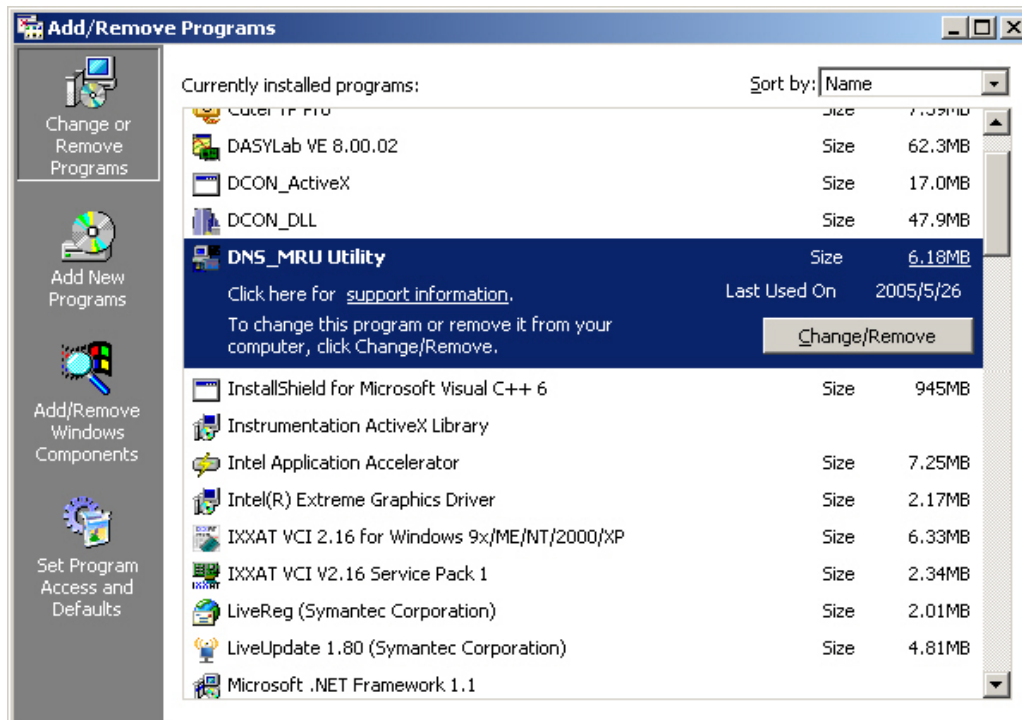 Add/Remove Programs
Change or
Remove
Programs
Add New
Programs
Add/Remove
Windows
Components
Set Program
Access and
Defaults
Currently installed programs:
Sort by: Name
CuteFTP Pro Size 7.39MB
DASYLab VE 8.00.02 Size 62.3MB
DCON_ActiveX Size 17.0MB
DCON_DLL Size 47.9MB
DNS_MRU Utility Size 6.18MB
Click here for support information. Last Used On 2005/5/26
To change this program or remove it from your
computer, click Change/Remove.
Change/Remove
InstallShield for Microsoft Visual C++ 6 Size 945MB
Instrumentation ActiveX Library
Intel Application Accelerator Size 7.25MB
Intel(R) Extreme Graphics Driver Size 2.17MB
IXXAT VCI 2.16 for Windows 9x/ME/NT/2000/XP Size 6.33MB
IXXAT VCI V2.16 Service Pack 1 Size 2.34MB
LiveReg (Symantec Corporation) Size 2.01MB
LiveUpdate 1.80 (Symantec Corporation) Size 4.81MB
Microsoft .NET Framework 1.1